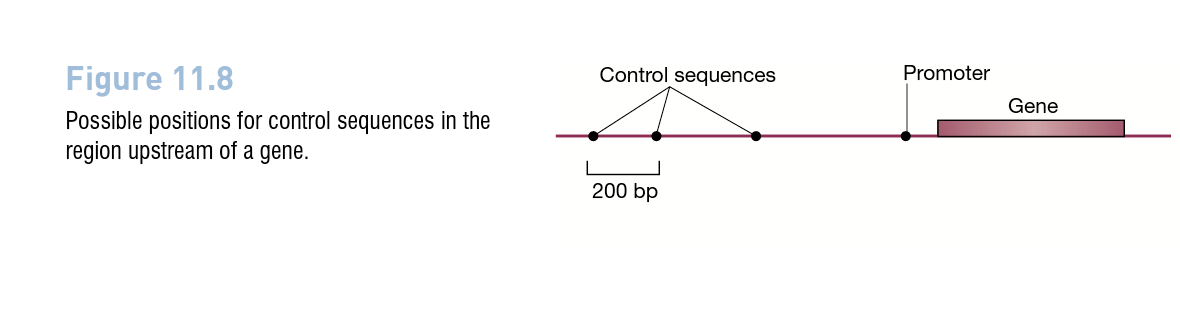 Figure 11.8
Possible positions for control sequences in the
region upstream of a gene.
Control sequences
Promoter
Gene
200 bp